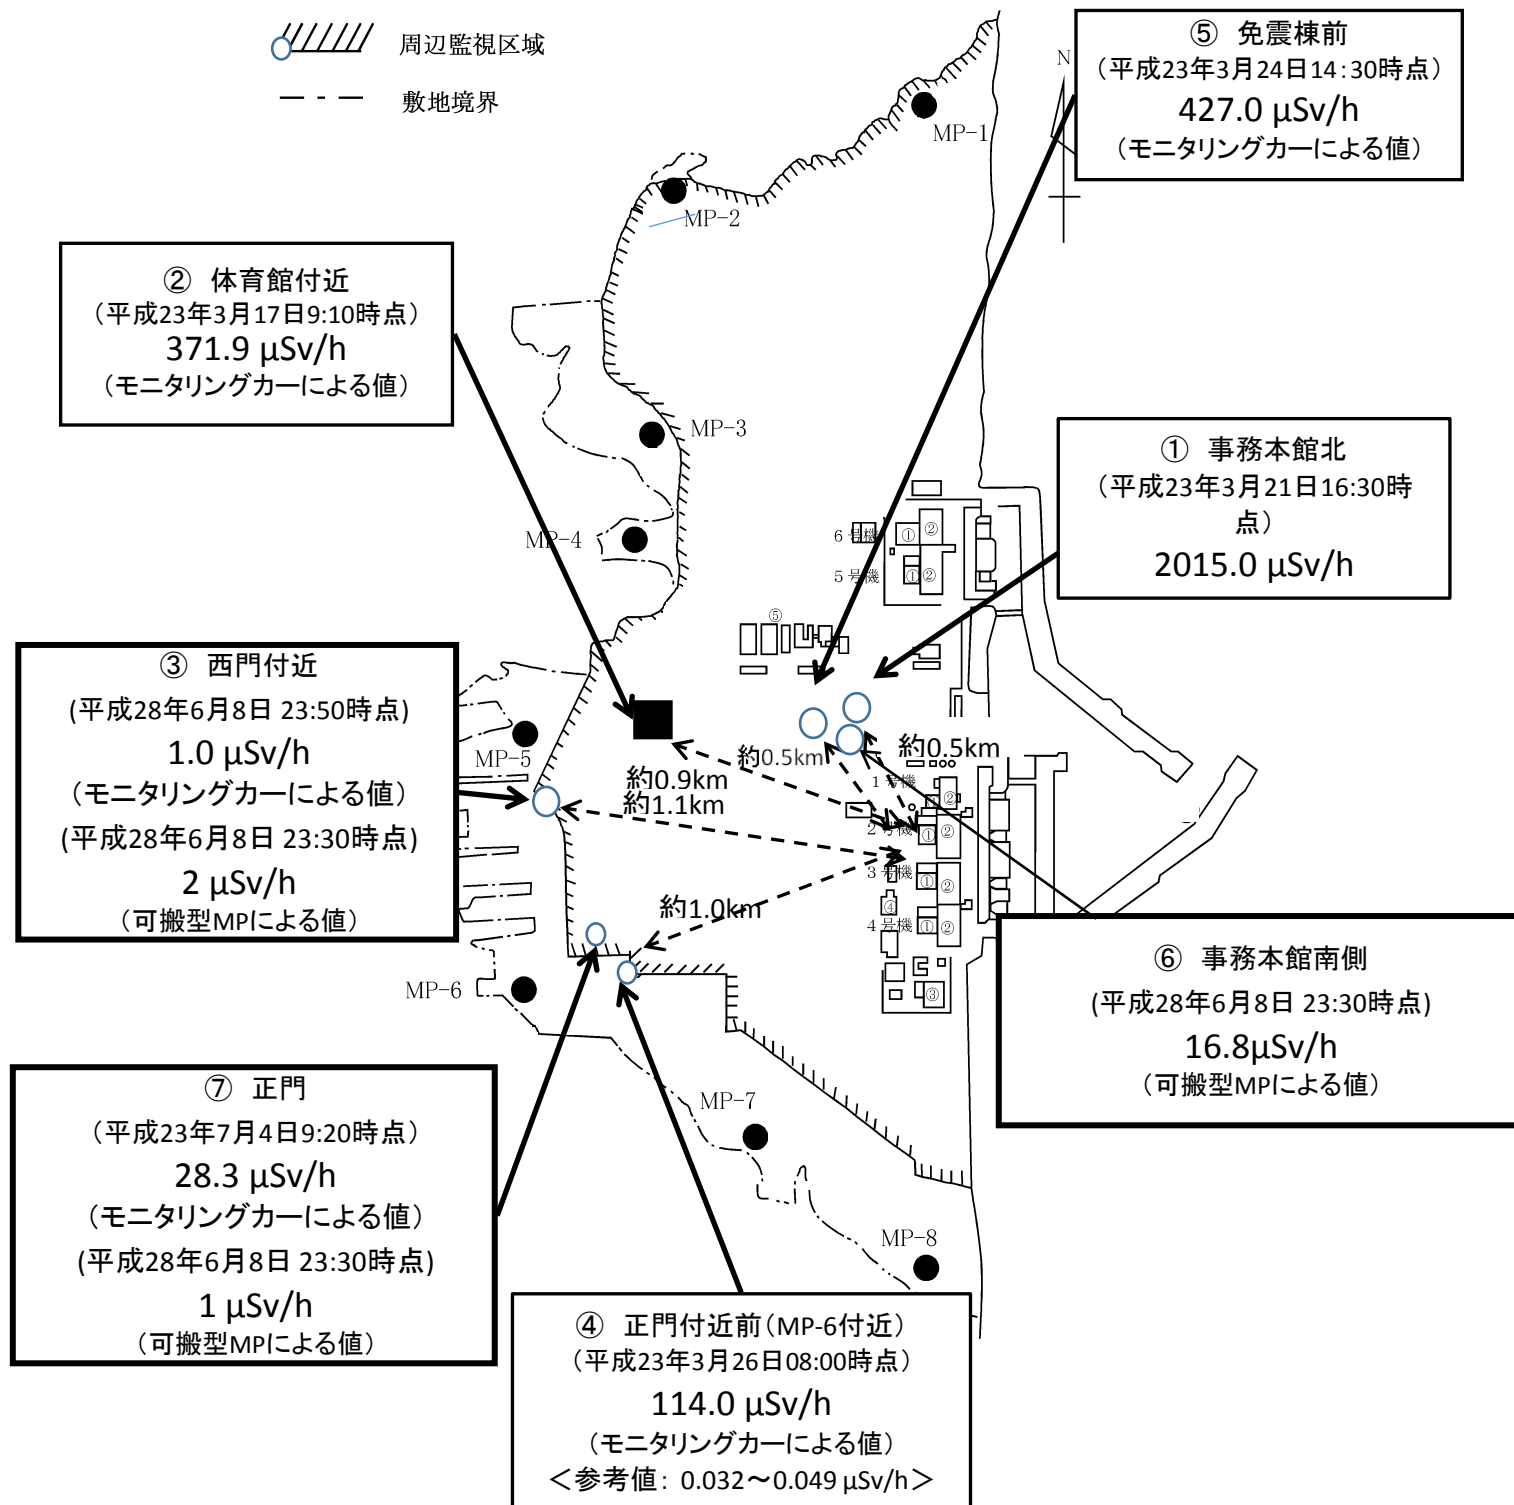 周辺監視区域
敷地境界
⑤ 免震棟前
（平成23年3月24日14:30時点）
427.0 μSv/h
（モニタリングカーによる値）
N
MP-1
MP-2
② 体育館付近
（平成23年3月17日9:10時点）
371.9 μSv/h
（モニタリングカーによる値）
MP-3
① 事務本館北
（平成23年3月21日16:30時
点）
2015.0 μSv/h
MP-4
６号機
① ②
５号機
① ②
⑤
③ 西門付近
(平成28年6月8日 23:50時点)
1.0 μSv/h
（モニタリングカーによる値）
(平成28年6月8日 23:30時点)
2 μSv/h
（可搬型MPによる値）
MP-5
約0.5km
約0.5km
約0.9km
約1.1km
１号機
① ②
２号機
① ②
３号機
① ②
④
４号機
① ②
③
約1.0km
MP-6
⑥ 事務本館南側
(平成28年6月8日 23:30時点)
16.8μSv/h
（可搬型MPによる値）
⑦ 正門
（平成23年7月4日9:20時点）
28.3 μSv/h
（モニタリングカーによる値）
(平成28年6月8日 23:30時点)
1 μSv/h
（可搬型MPによる値）
MP-7
MP-8
④ 正門付近前（MP-6付近）
（平成23年3月26日08:00時点）
114.0 μSv/h
（モニタリングカーによる値）
＜参考値： 0.032～0.049 μSv/h＞